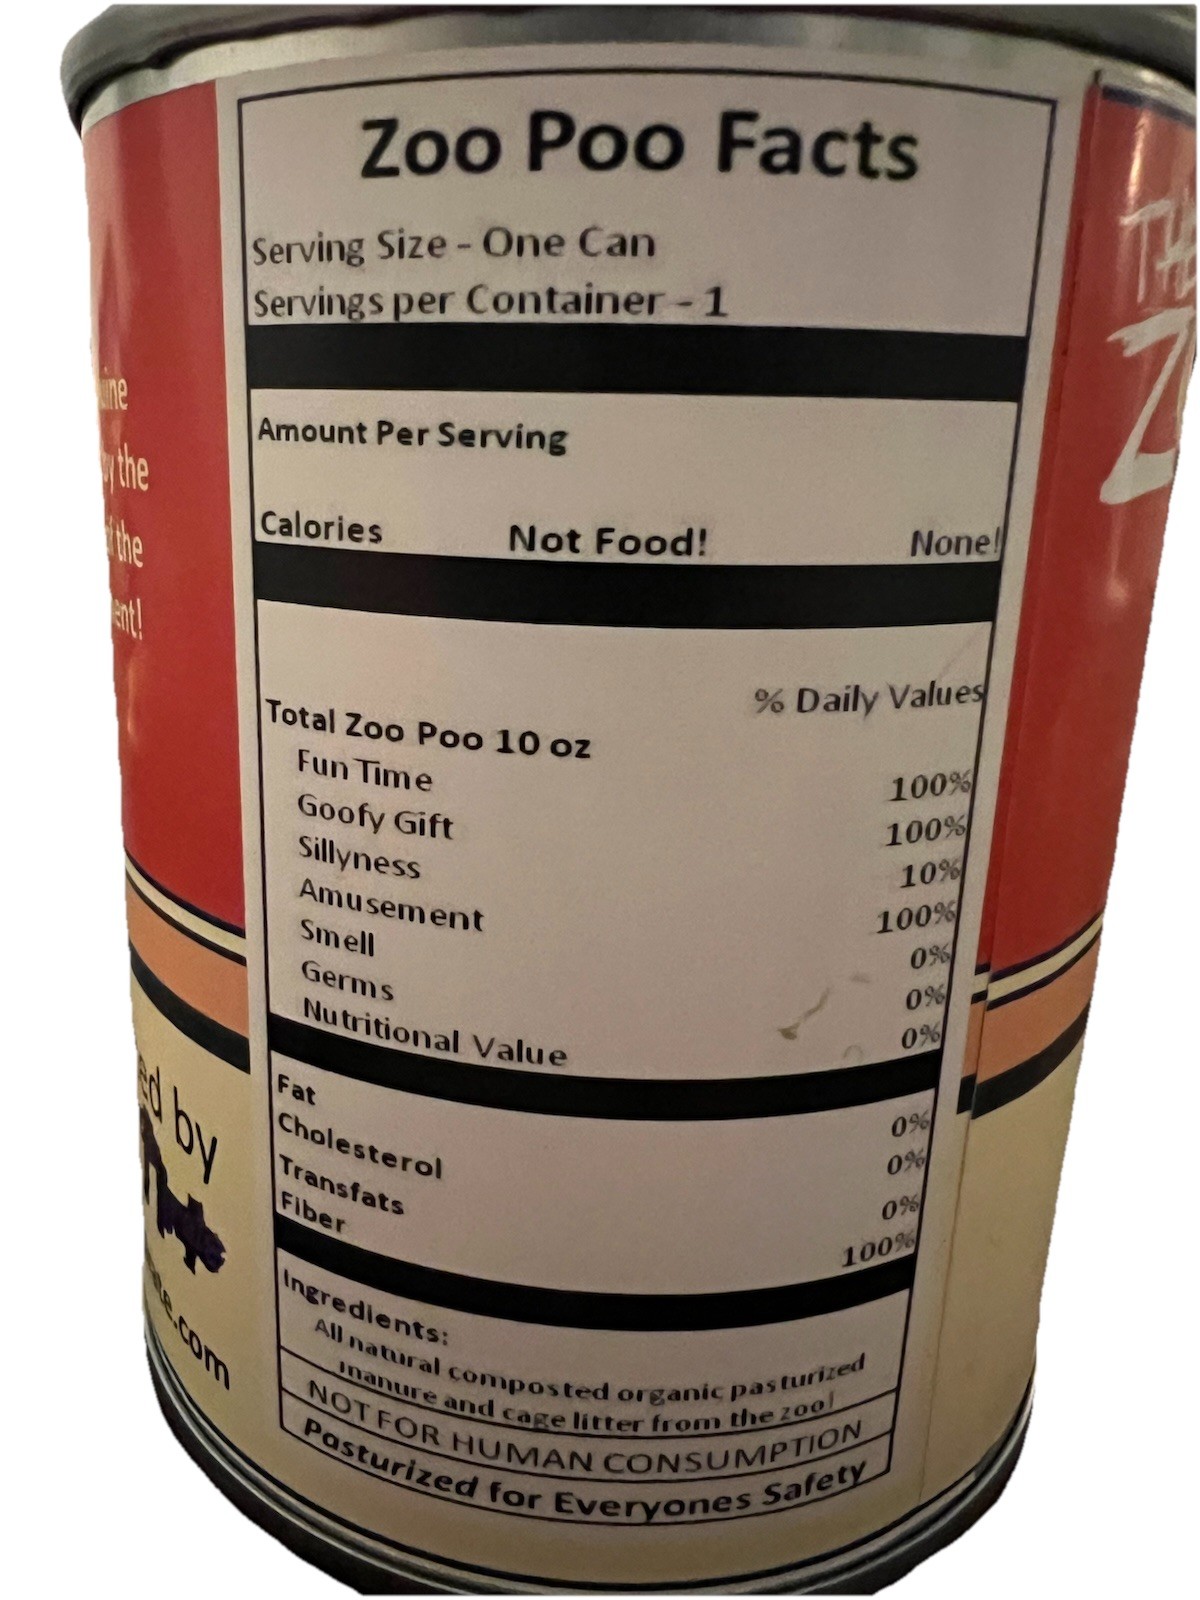 Zoo Poo Facts
Serving Size - One Can
Servings per Container - 1
Amount Per Serving
Calories Not Food! None!
% Daily Values
Total Zoo Poo 10 oz
Fun Time 100%
Goofy Gift 100%
Sillyness 10%
Amusement 100%
Smell 0%
Germs 0%
Nutritional Value 0%
Fat 0%
Cholesterol 0%
Transfats 0%
Fiber 100%
Ingredients:
All natural composted organic pasturized
manure and cage litter from the zoo!
NOT FOR HUMAN CONSUMPTION
Pasturized for Everyones Safety
by the
the
by
.com